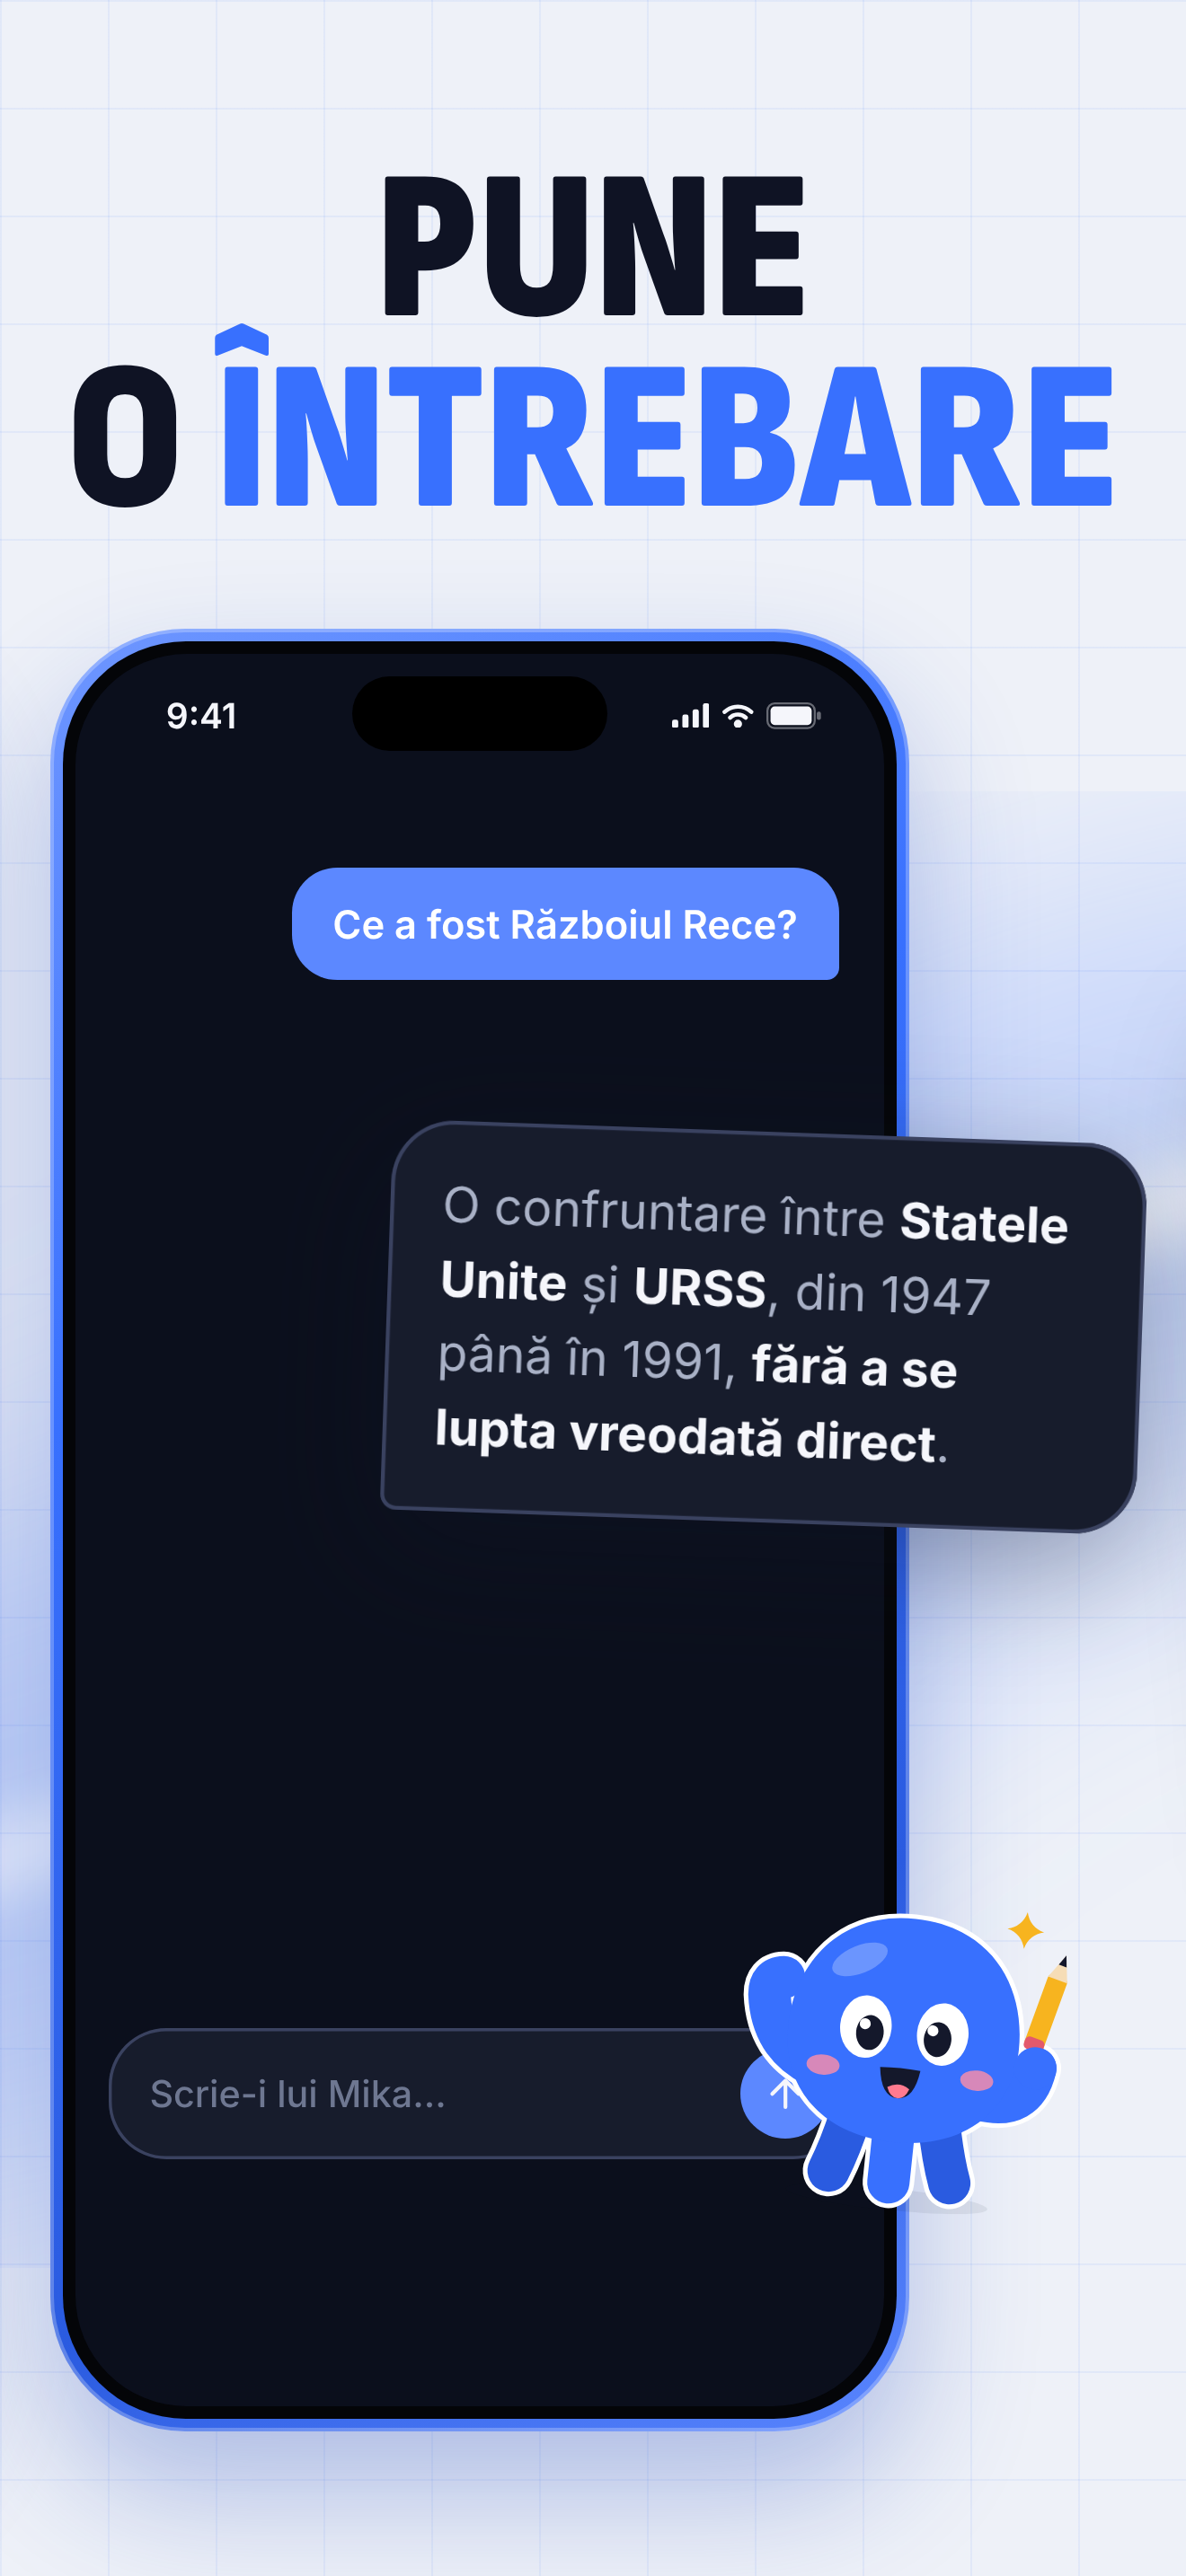 PUNE
O ÎNTREBARE
9:41
Ce a fost Războiul Rece?
O confruntare între Statele
Unite și URSS, din 1947
până în 1991, fără a se
lupta vreodată direct.
Scrie-i lui Mika...